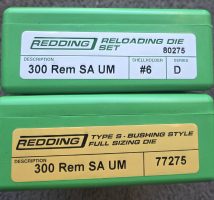 REDDING
RELOADING DIE
SET
80275
DESCRIPTION
SHELLHOLDER
SERIES
300 Rem SA UM
#6
D
REDDING
TYPE S - BUSHING STYLE
FULL SIZING DIE
DESCRIPTION
300 Rem SA UM
77275